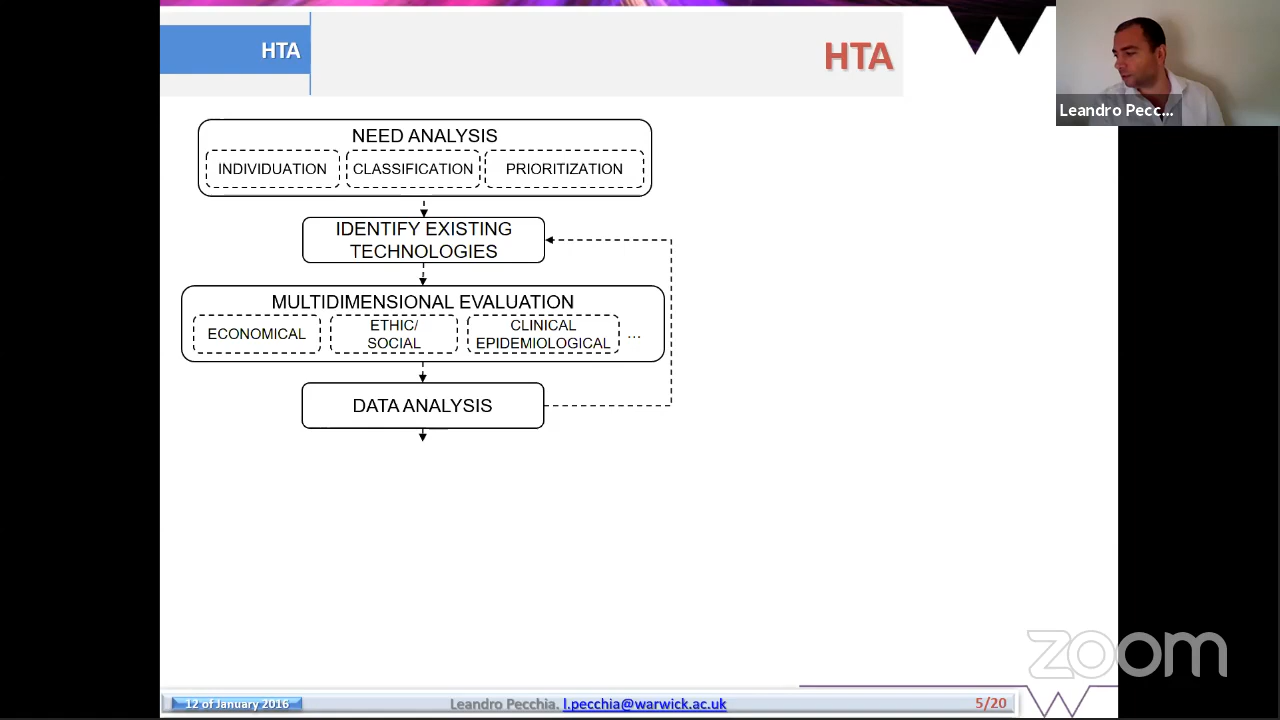 HTA
HTA
Leandro Pecc...
NEED ANALYSIS
INDIVIDUATION
CLASSIFICATION
PRIORITIZATION
IDENTIFY EXISTING
TECHNOLOGIES
MULTIDIMENSIONAL EVALUATION
ECONOMICAL
ETHIC/
SOCIAL
CLINICAL
EPIDEMIOLOGICAL
...
DATA ANALYSIS
zoom
12 of January 2016
Leandro Pecchia. l.pecchia@warwick.ac.uk
5/20